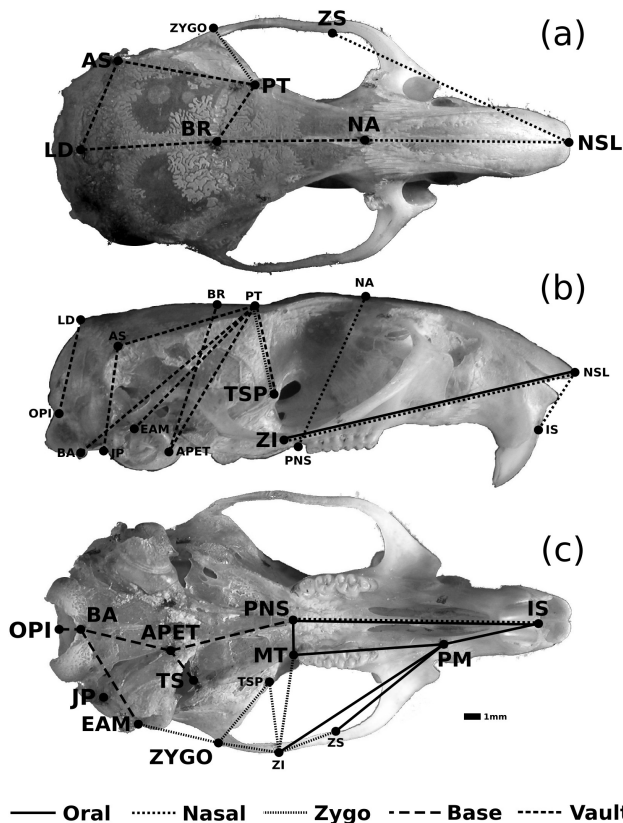 ZYGO
ZS
(a)
AS
PT
BR
NA
LD
NSL
(b)
NA
BR
PT
LD
AS
NSL
TSP
OPI
EAM
ZI
IS
BA
JP
APET
PNS
(c)
PNS
IS
OPI
BA
APET
MT
PM
TS
TSP
JP
EAM
1mm
ZS
ZYGO
ZI
Oral Nasal Zygo Base Vault